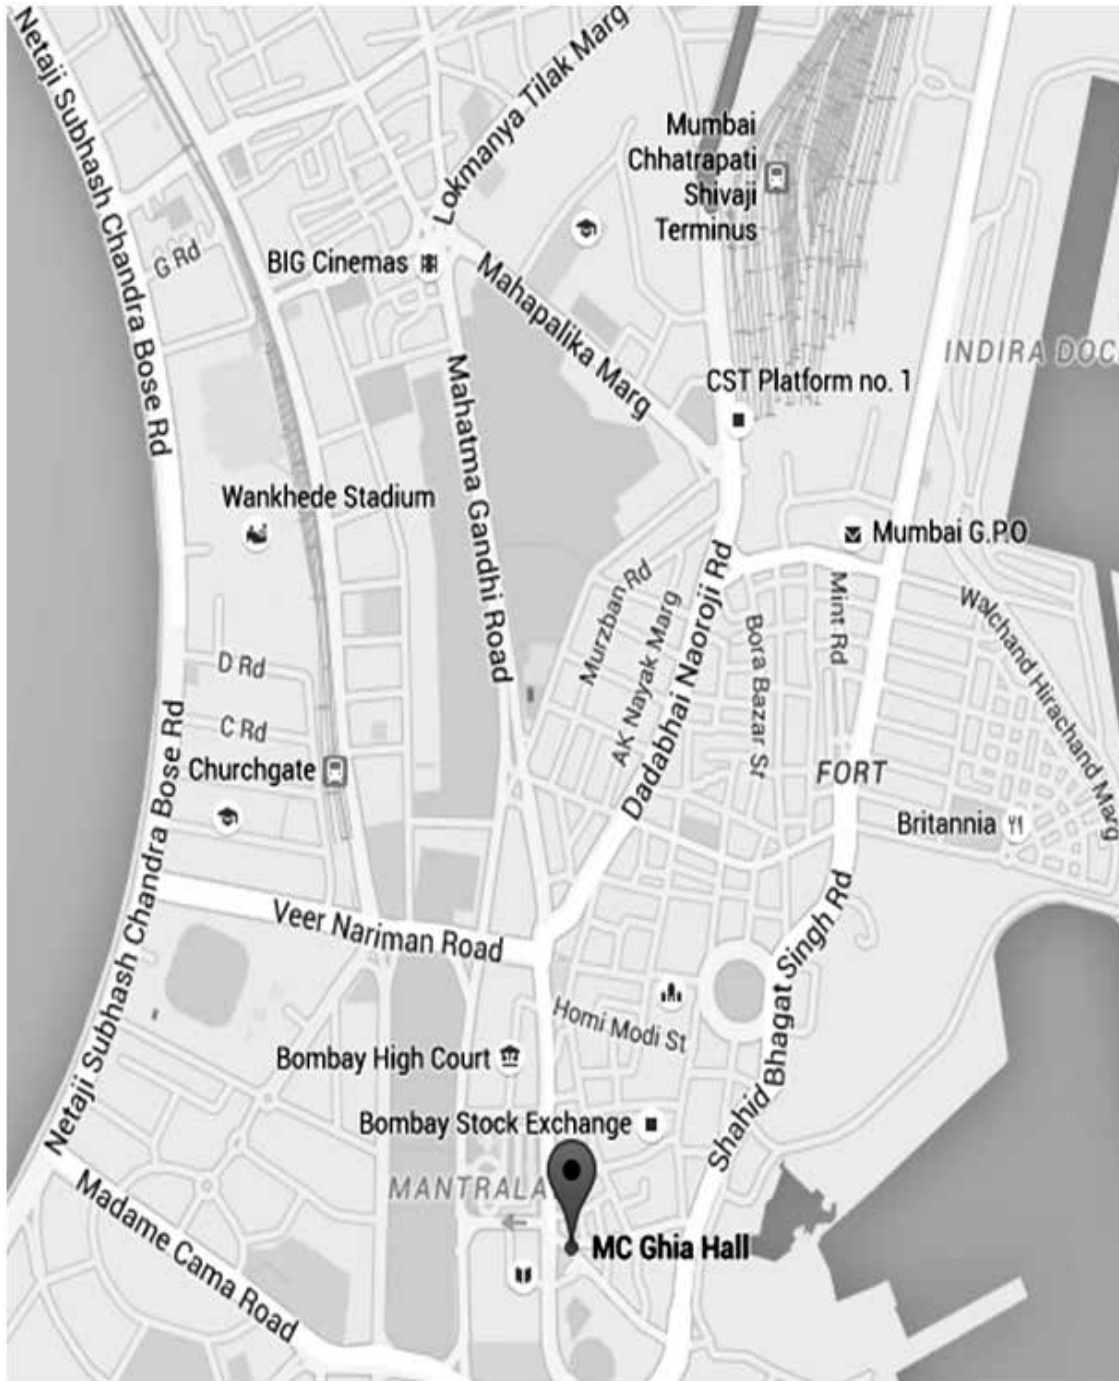 Netaji Subhash Chandra Bose Rd
Lokmanya Tilak Marg
Mumbai
Chhatrapati
Shivaji
Terminus
G Rd
BIG Cinemas
Mahapalika Marg
INDIRA DOC
Mahatma Gandhi Road
CST Platform no. 1
Wankhede Stadium
Mumbai G.P.O
Murzban Rd
AK Nayak Marg
Dadabhai Naoroji Rd
Bora Bazar Sr
Mint Rd
Walchand Hirachand Marg
D Rd
C Rd
Churchgate
FORT
Britannia
Netaji Subhash Chandra Bose Rd
Veer Nariman Road
Shahid Bhagat Singh Rd
Homi Modi St
Bombay High Court
Bombay Stock Exchange
MANTRALA
MC Ghia Hall
Madame Cama Road